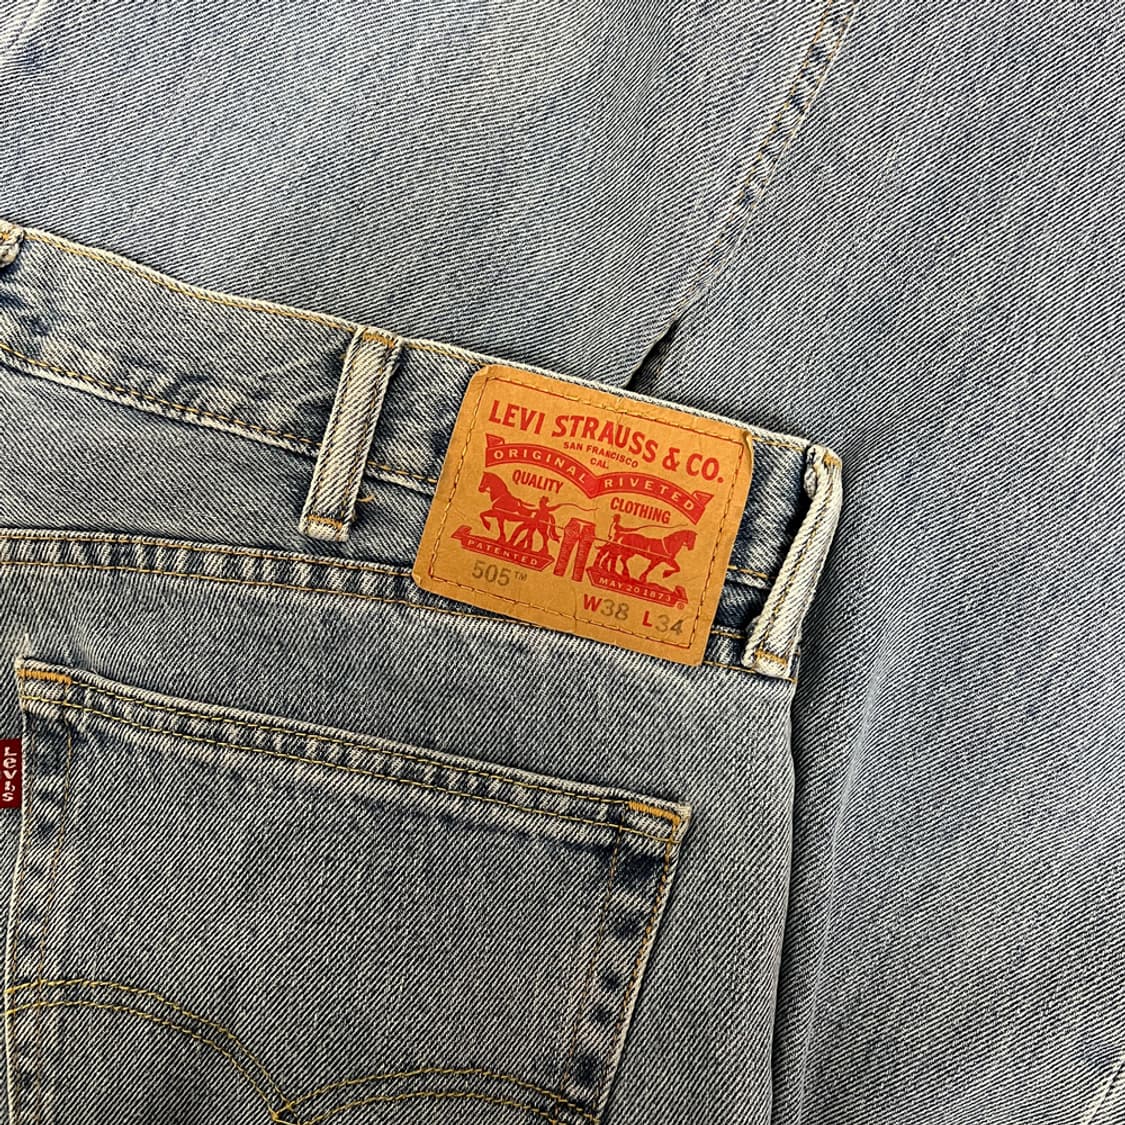 LEVI STRAUSS & CO.
SAN FRANCISCO
CAL.
ORIGINAL RIVETED
QUALITY CLOTHING
PATENTED MAY 20 1873 ®
505™
W38 L34
Levi's